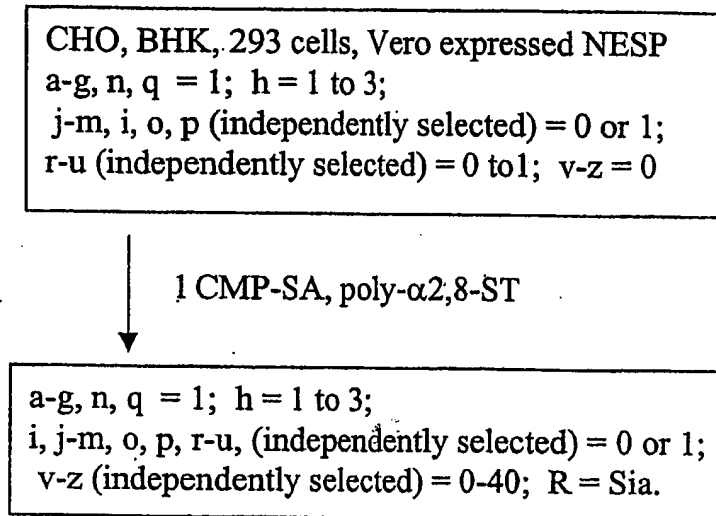 CHO, BHK, 293 cells, Vero expressed NESP
a-g, n, q = 1; h = 1 to 3;
j-m, i, o, p (independently selected) = 0 or 1;
r-u (independently selected) = 0 to1; v-z = 0
1 CMP-SA, poly-α2,8-ST
a-g, n, q = 1; h = 1 to 3;
i, j-m, o, p, r-u, (independently selected) = 0 or 1;
v-z (independently selected) = 0-40; R = Sia.